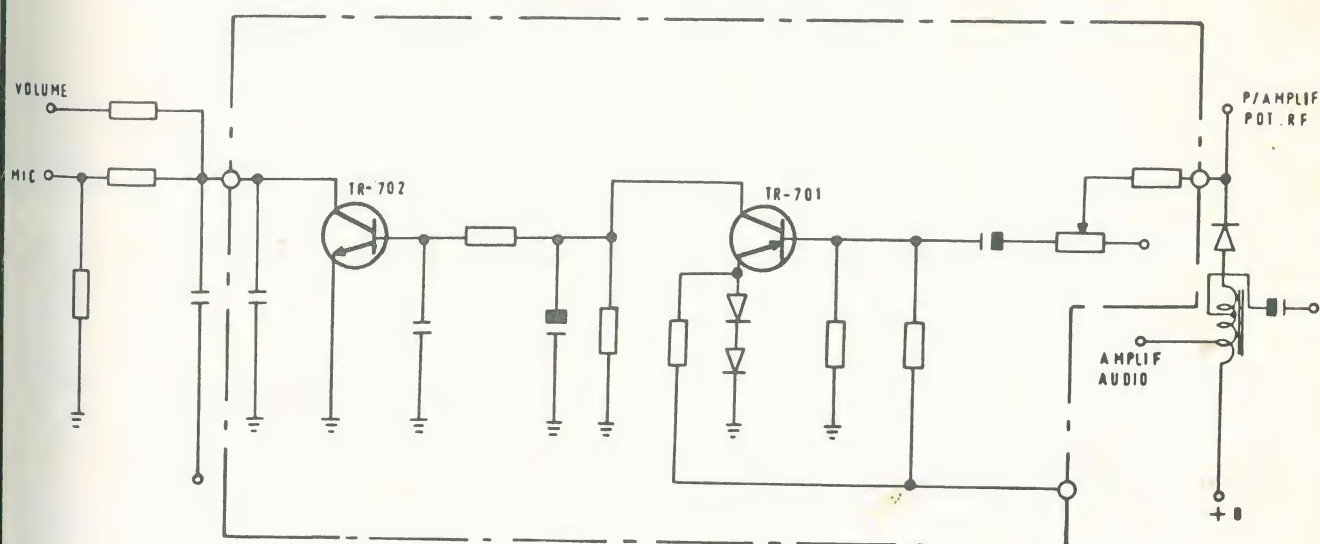 VOLUME
MIC
TR-702
TR-701
P/AMPLIF
POT.RF
AMPLIF
AUDIO
+ B